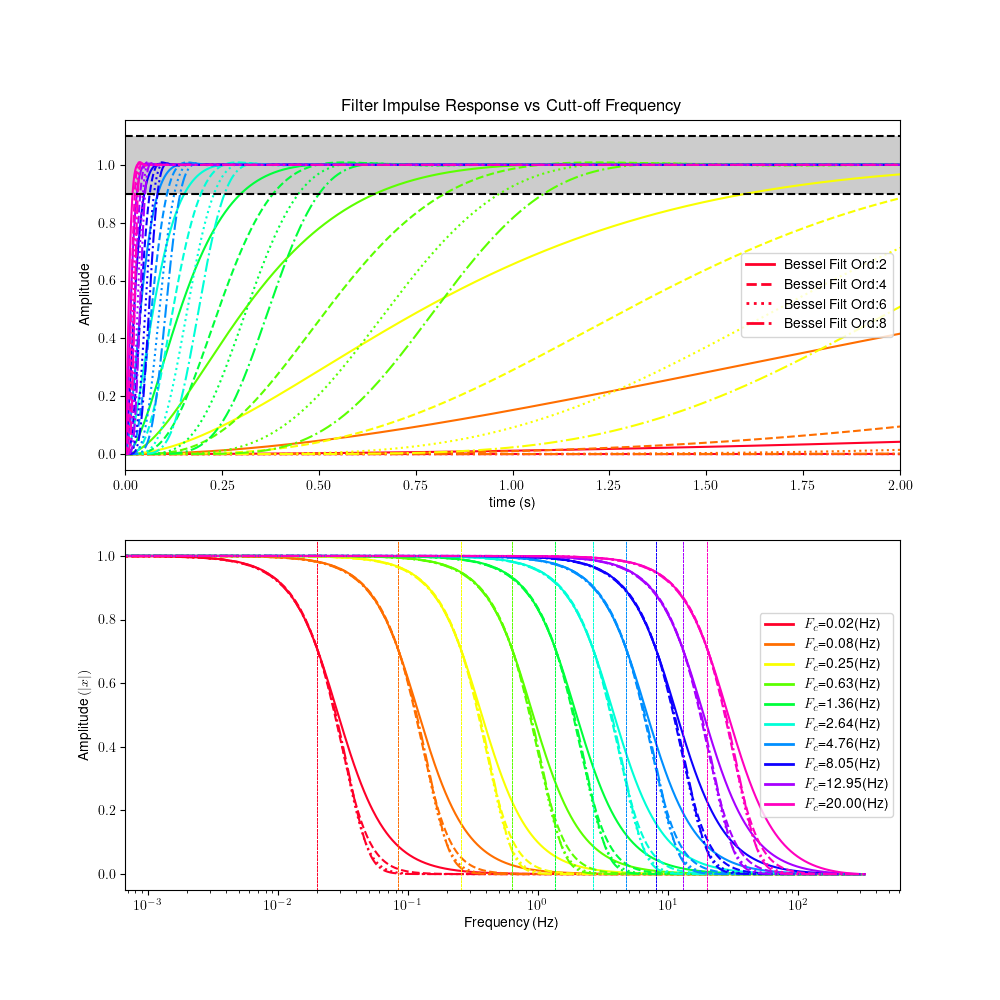 Filter Impulse Response vs Cutt-off Frequency
Amplitude
1.0
0.8
0.6
0.4
0.2
0.0
Bessel Filt Ord:2
Bessel Filt Ord:4
Bessel Filt Ord:6
Bessel Filt Ord:8
0.00 0.25 0.50 0.75 1.00 1.25 1.50 1.75 2.00
time (s)
Amplitude (|x|)
1.0
0.8
0.6
0.4
0.2
0.0
F_c=0.02(Hz)
F_c=0.08(Hz)
F_c=0.25(Hz)
F_c=0.63(Hz)
F_c=1.36(Hz)
F_c=2.64(Hz)
F_c=4.76(Hz)
F_c=8.05(Hz)
F_c=12.95(Hz)
F_c=20.00(Hz)
10⁻³ 10⁻² 10⁻¹ 10⁰ 10¹ 10²
Frequency (Hz)